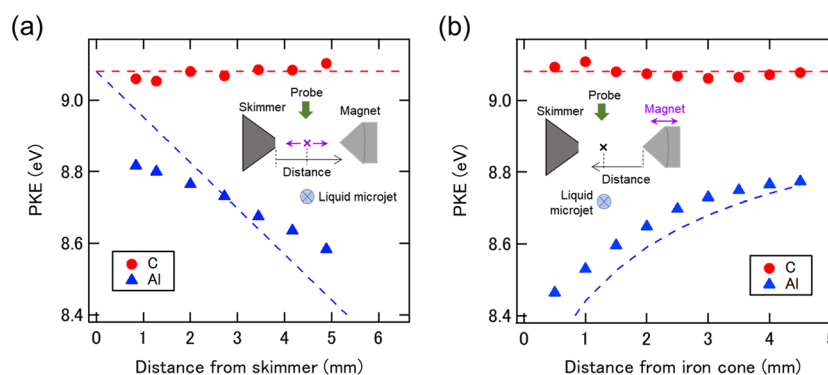 (a)
PKE (eV)
9.0
8.8
8.6
8.4
Probe
Skimmer
Magnet
Distance
Liquid microjet
C
Al
0 1 2 3 4 5 6
Distance from skimmer (mm)
(b)
PKE (eV)
9.0
8.8
8.6
8.4
Probe
Skimmer
Magnet
Distance
Liquid
microjet
C
Al
0 1 2 3 4 5
Distance from iron cone (mm)